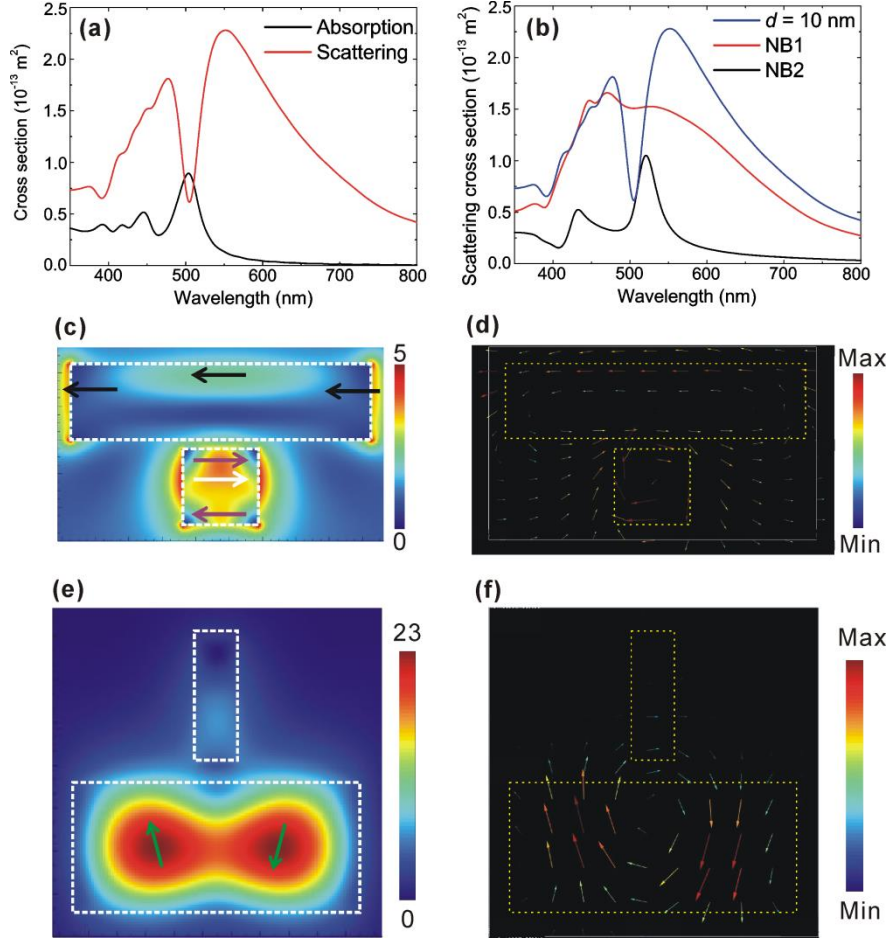 (a)
Absorption
Scattering
2.5
2.0
1.5
1.0
0.5
0.0
Cross section (10⁻¹³ m²)
400 500 600 700 800
Wavelength (nm)
(b)
d = 10 nm
NB1
NB2
2.5
2.0
1.5
1.0
0.5
0.0
Scattering cross section (10⁻¹³ m²)
400 500 600 700 800
Wavelength (nm)
(c)
5
0
(d)
Max
Min
(e)
23
0
(f)
Max
Min